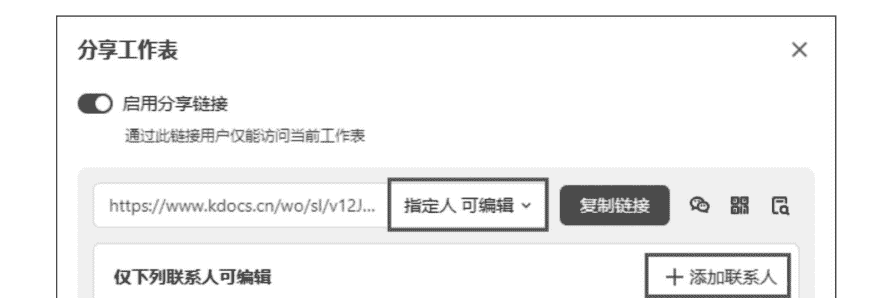 分享工作表
启用分享链接
通过此链接用户仅能访问当前工作表
https://www.kdocs.cn/wo/sl/v12J... 指定人 可编辑 复制链接
仅下列联系人可编辑 添加联系人